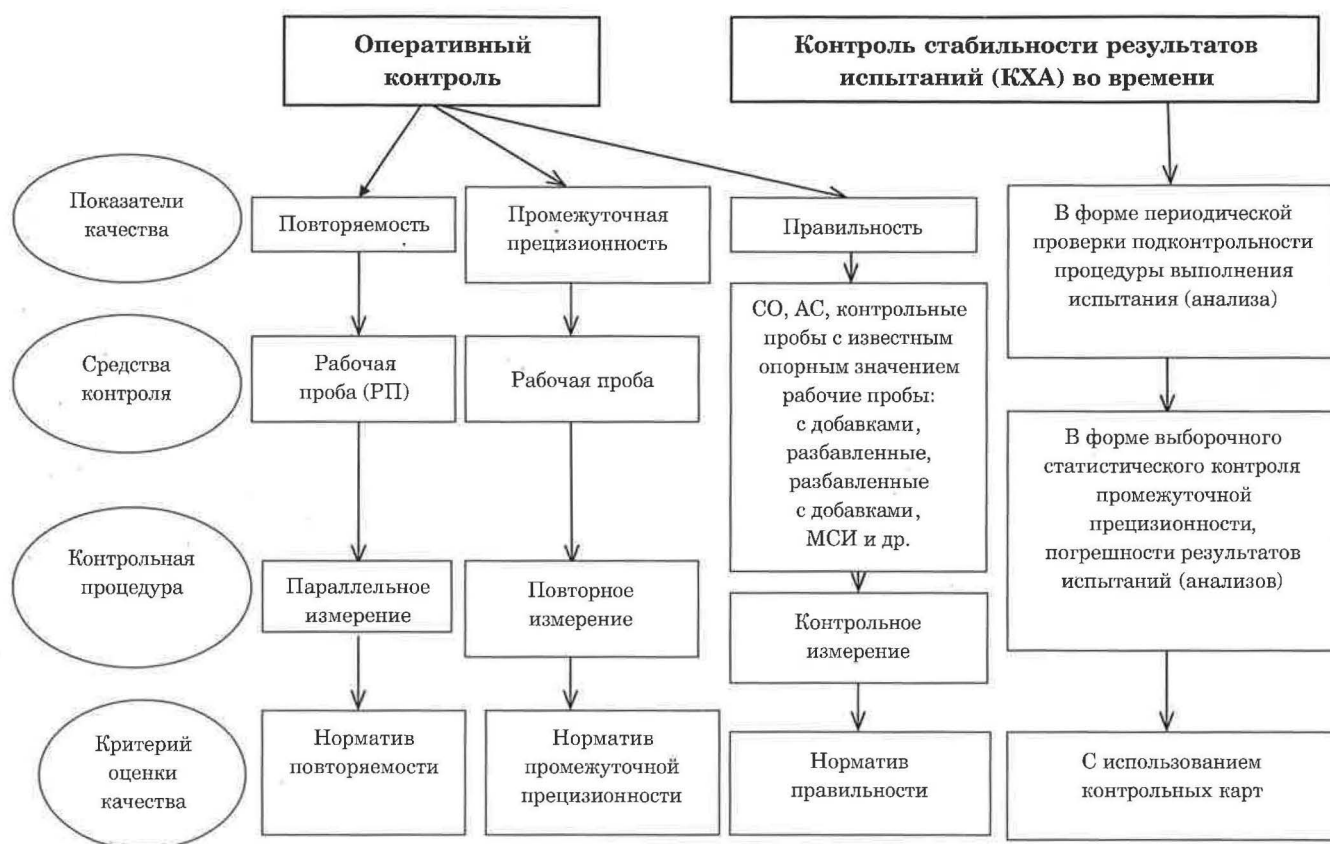 Оперативный
контроль
Контроль стабильности результатов
испытаний (КХА) во времени
Показатели
качества
Повторяемость
Промежуточная
прецизионность
Правильность
В форме периодической
проверки подконтрольности
процедуры выполнения
испытания (анализа)
Средства
контроля
Рабочая
проба (РП)
Рабочая проба
СО, АС, контрольные
пробы с известным
опорным значением
рабочие пробы:
с добавками,
разбавленные,
разбавленные
с добавками,
МСИ и др.
В форме выборочного
статистического контроля
промежуточной
прецизионности,
погрешности результатов
испытаний (анализов)
Контрольная
процедура
Параллельное
измерение
Повторное
измерение
Контрольное
измерение
Критерий
оценки
качества
Норматив
повторяемости
Норматив
промежуточной
прецизионности
Норматив
правильности
С использованием
контрольных карт